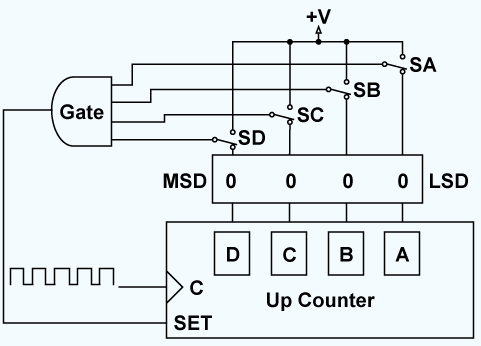 +V
SA
SB
Gate
SC
SD
MSD 0 0 0 0 LSD
D C B A
C
Up Counter
SET